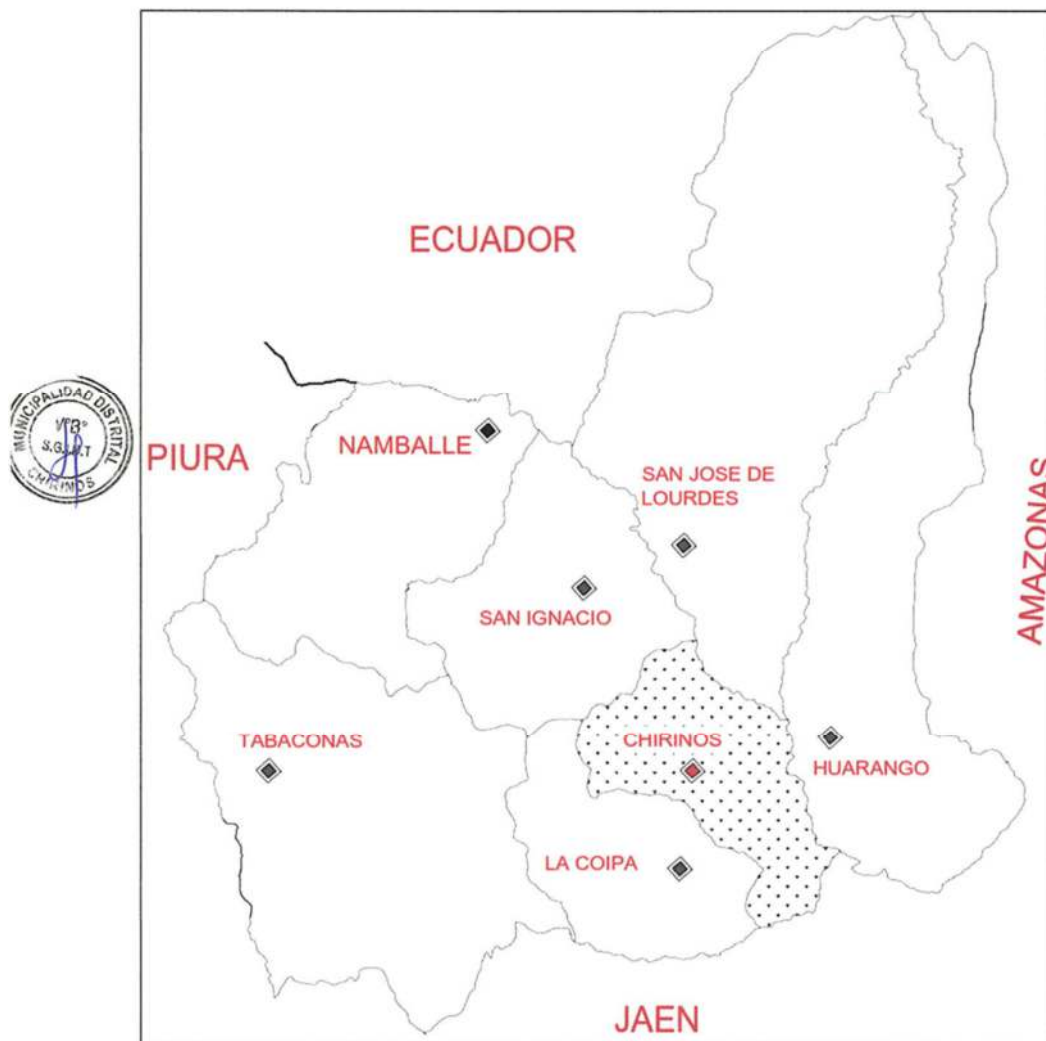 ECUADOR
MUNICIPALIDAD DISTRITAL
V°B°
S.G.I.M.T
CHIRINOS
PIURA
NAMBALLE
SAN JOSE DE
LOURDES
AMAZONAS
SAN IGNACIO
TABACONAS
CHIRINOS
HUARANGO
LA COIPA
JAEN